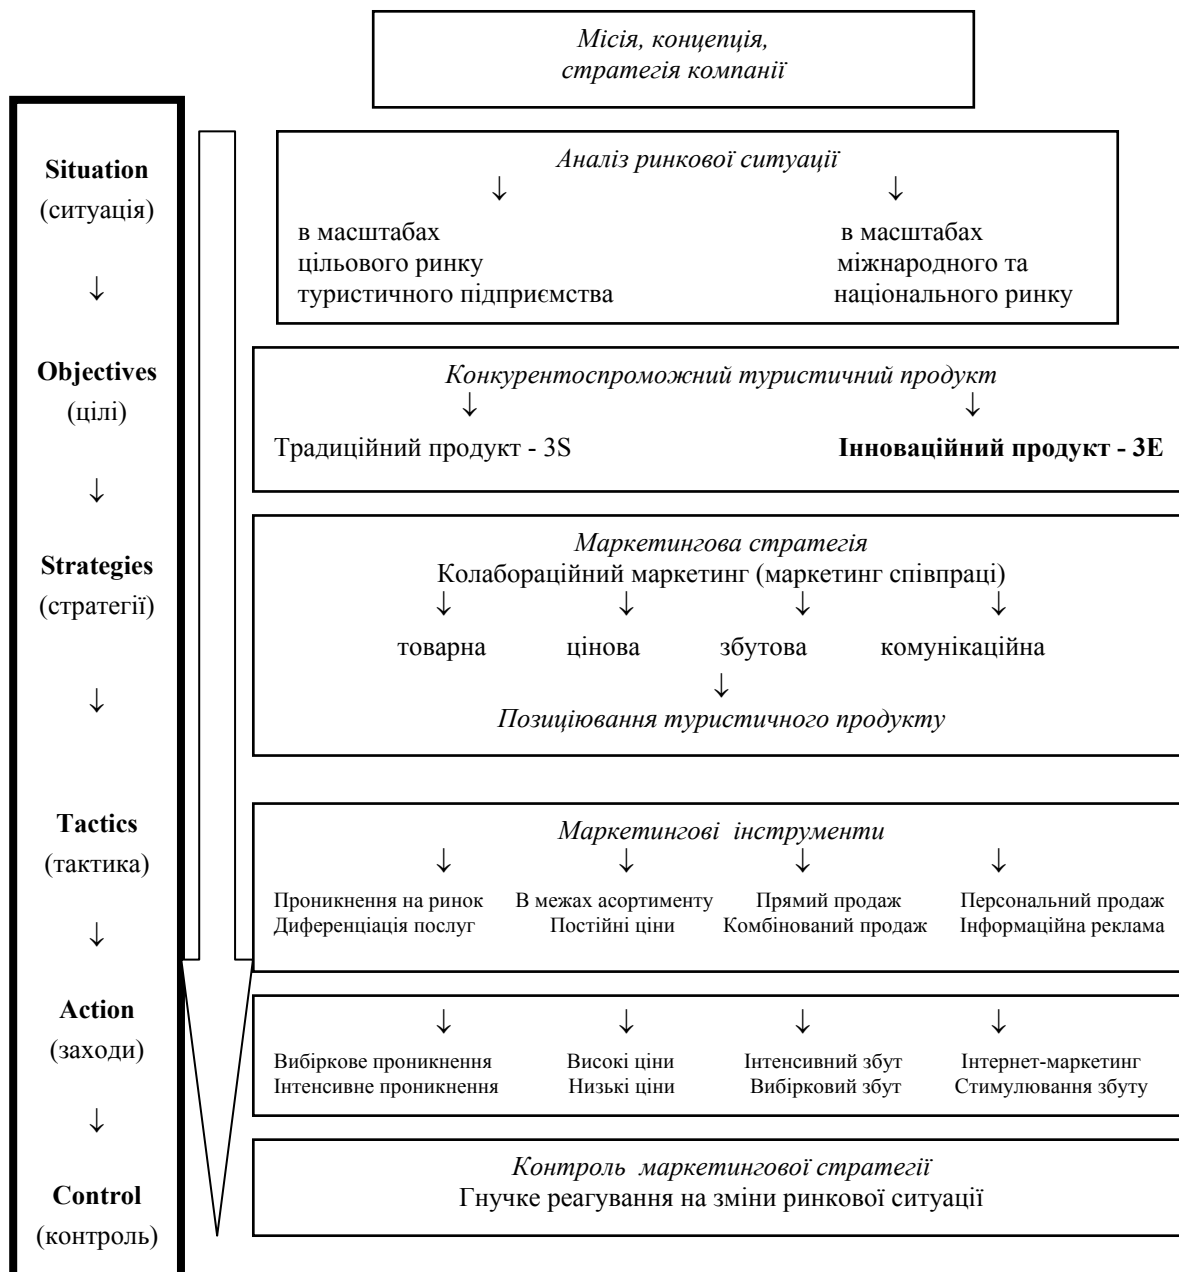 Місія, концепція,
стратегія компанії
Situation
(ситуація)
↓
Objectives
(цілі)
↓
Strategies
(стратегії)
↓
Tactics
(тактика)
↓
Action
(заходи)
↓
Control
(контроль)
Аналіз ринкової ситуації
↓ ↓
в масштабах
цільового ринку
туристичного підприємства
в масштабах
міжнародного та
національного ринку
Конкурентоспроможний туристичний продукт
↓ ↓
Традиційний продукт - 3S Інноваційний продукт - 3E
Маркетингова стратегія
Колабораційний маркетинг (маркетинг співпраці)
↓ ↓ ↓ ↓
товарна цінова збутова комунікаційна
↓
Позиціювання туристичного продукту
Маркетингові інструменти
↓ ↓ ↓ ↓
Проникнення на ринок В межах асортименту Прямий продаж Персональний продаж
Диференціація послуг Постійні ціни Комбінований продаж Інформаційна реклама
↓ ↓ ↓ ↓
Вибіркове проникнення Високі ціни Інтенсивний збут Інтернет-маркетинг
Інтенсивне проникнення Низькі ціни Вибірковий збут Стимулювання збуту
Контроль маркетингової стратегії
Гнучке реагування на зміни ринкової ситуації